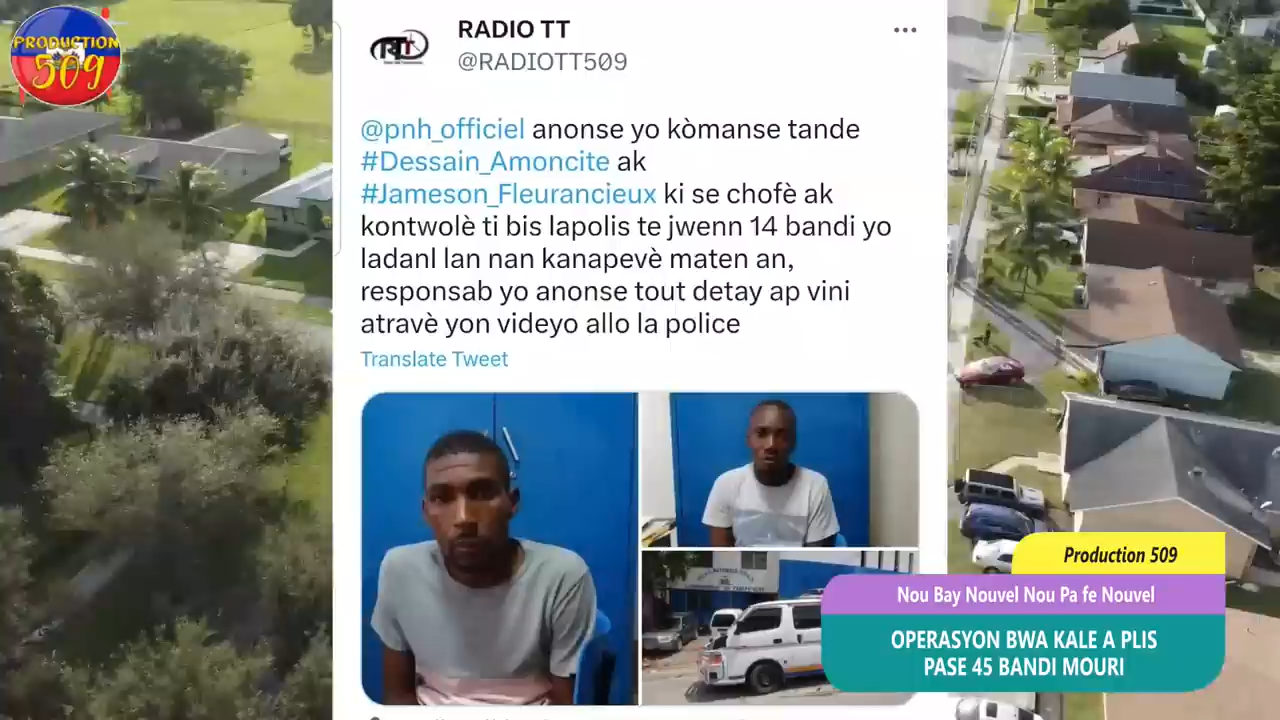 PRODUCTION
509
RADIO TT
@RADIOTT509
@pnh_officiel anonse yo kòmanse tande
#Dessain_Amoncite ak
#Jameson_Fleurancieux ki se chofè ak
kontwolè ti bis lapolis te jwenn 14 bandi yo
ladanl lan nan kanapevè maten an,
responsab yo anonse tout detay ap vini
atravè yon videyo allo la police
Translate Tweet
Production 509
Nou Bay Nouvel Nou Pa fe Nouvel
OPERASYON BWA KALE A PLIS
PASE 45 BANDI MOURI